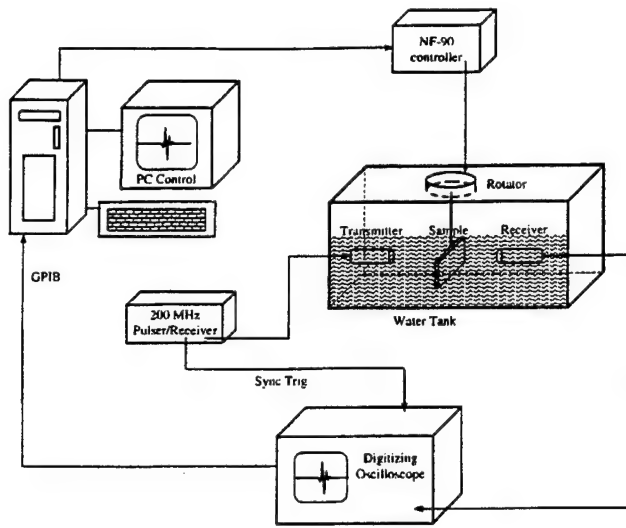 NF-90
controller
PC Control
Rotator
Transmitter Sample Receiver
GPIB
200 MHz
Pulser/Receiver
Water Tank
Sync Trig
Digitizing
Oscilloscope